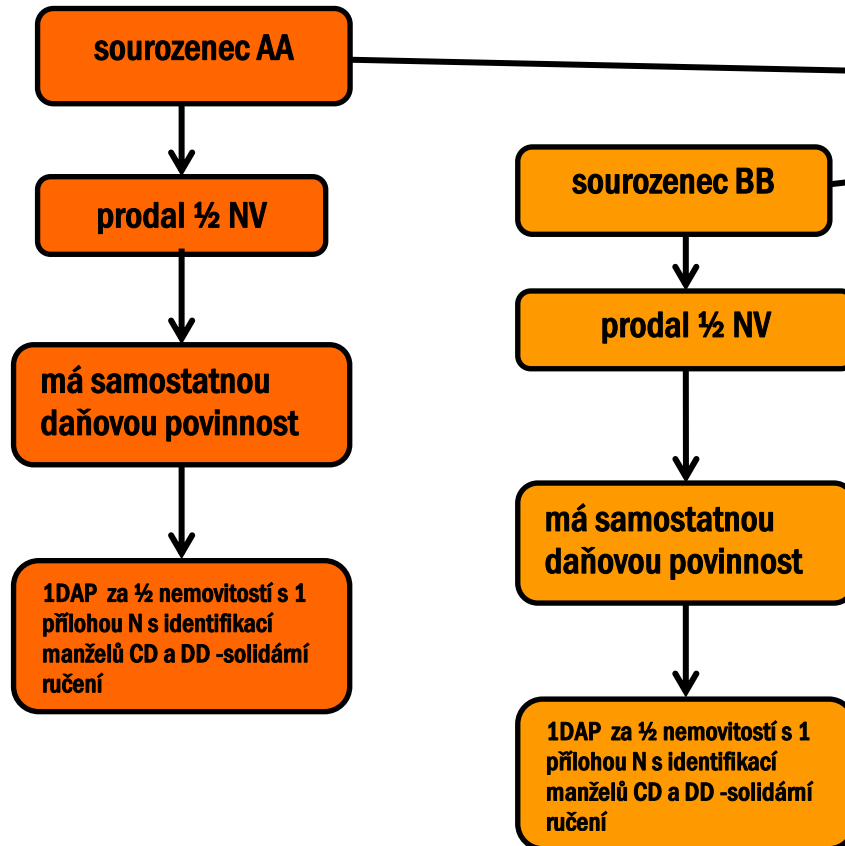 sourozenec AA
prodal ½ NV
má samostatnou
daňovou povinnost
1DAP za ½ nemovitostí s 1
přílohou N s identifikací
manželů CD a DD -solidární
ručení
sourozenec BB
prodal ½ NV
má samostatnou
daňovou povinnost
1DAP za ½ nemovitostí s 1
přílohou N s identifikací
manželů CD a DD -solidární
ručení